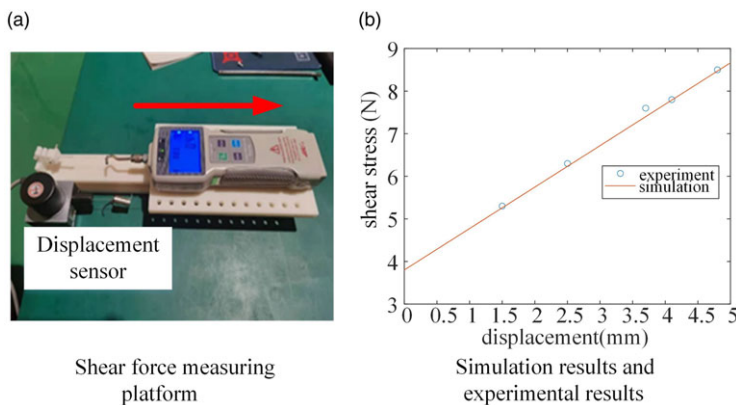 (a)
Displacement
sensor
Shear force measuring
platform
(b)
9
8
7
6
5
4
3
shear stress (N)
experiment
simulation
0 0.5 1 1.5 2 2.5 3 3.5 4 4.5 5
displacement(mm)
Simulation results and
experimental results